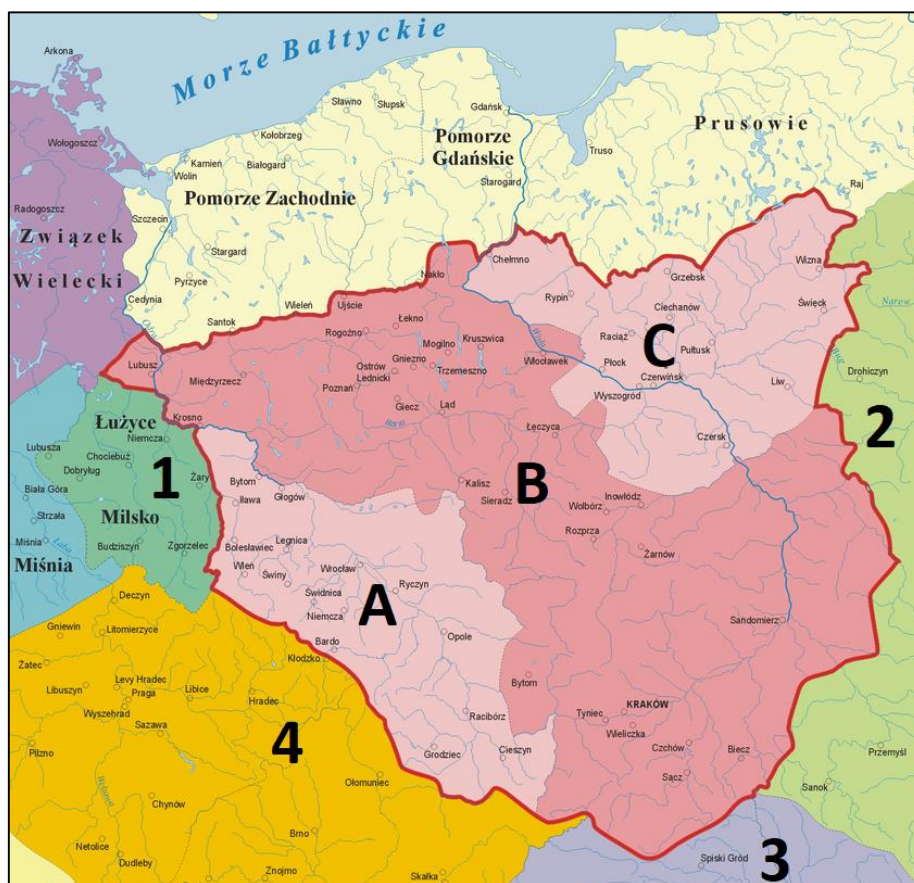 Morze Bałtyckie
Arkona
Wołogoszcz
Radogoszcz
Związek
Wielecki
Sławno
Słupsk
Gdańsk
Kołobrzeg
Kamień
Wolin
Białogard
Pomorze
Gdańskie
Starogard
Pomorze Zachodnie
Szczecin
Stargard
Pyrzyce
Cedynia
Wieleń
Santok
Truso
Prusowie
Raj
Chełmno
Nakło
Ujście
Rogoźno
Łekno
Rypin
Grzebsk
Wizna
Ciechanów
Święck
Raciąż
C
Pułtusk
Narew
Bug
Drohiczyn
Odra
Lubusz
Międzyrzecz
Mogilno
Kruszwica
Gniezno
Ostrów
Lednicki
Trzemeszno
Poznań
Giecz
Ląd
Warta
Wisła
Włocławek
Płock
Czerwińsk
Wyszogród
Liw
Czersk
2
Krosno
Łużyce
Niemcza
Lubusza
Chociebuż
Dobryług
1
Żary
Biała Góra
Strzała
Milsko
Miśnia
Łaba
Budziszyn
Zgorzelec
Miśnia
Łęczyca
B
Kalisz
Sieradz
Inowłódz
Wolbórz
Rozprza
Żarnów
Bytom
Głogów
Iława
Bolesławiec
Legnica
Wleń
Świny
Wrocław
A
Ryczyn
Świdnica
Niemcza
Bardo
Opole
Kłodzko
Sandomierz
Deczyn
Gniewin
Litomierzyce
Żatec
Libuszyn
Levy Hradec
Praga
Wyszehrad
Libice
Hradec
Sazawa
4
Pilzno
Wełtawa
Chynów
Ołomuniec
Netolice
Dudleby
Brno
Znojmo
Skałka
Bytom
Racibórz
Grodziec
Cieszyn
Tyniec
KRAKÓW
Wieliczka
Czchów
Biecz
Sącz
Przemyśl
Sanok
Spiski Gród
3